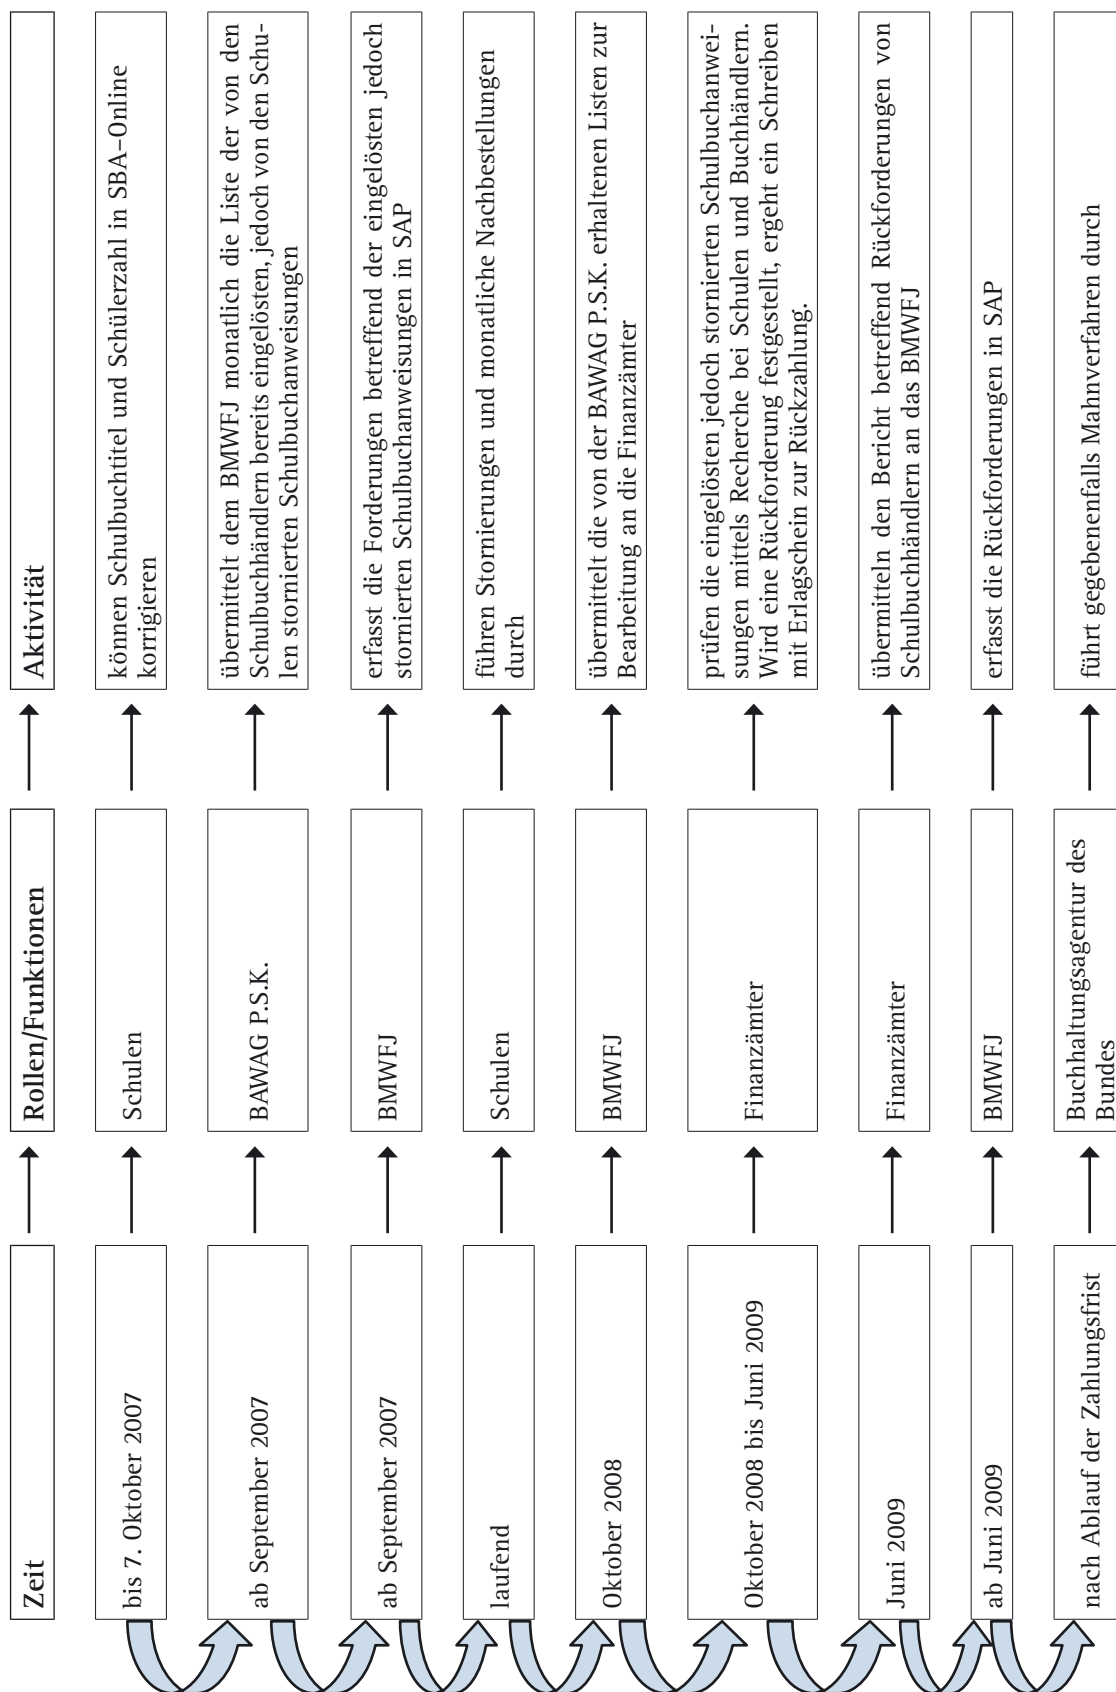 Zeit
Rollen/Funktionen
Aktivität
bis 7. Oktober 2007
Schulen
können Schulbuchtitel und Schülerzahl in SBA–Online
korrigieren
ab September 2007
BAWAG P.S.K.
übermittelt dem BMWFJ monatlich die Liste der von den
Schulbuchhändlern bereits eingelösten, jedoch von den Schu-
len stornierten Schulbuchanweisungen
ab September 2007
BMWFJ
erfasst die Forderungen betreffend der eingelösten jedoch
stornierten Schulbuchanweisungen in SAP
laufend
Schulen
führen Stornierungen und monatliche Nachbestellungen
durch
Oktober 2008
BMWFJ
übermittelt die von der BAWAG P.S.K. erhaltenen Listen zur
Bearbeitung an die Finanzämter
Oktober 2008 bis Juni 2009
Finanzämter
prüfen die eingelösten jedoch stornierten Schulbuchanwei-
sungen mittels Recherche bei Schulen und Buchhändlern.
Wird eine Rückforderung festgestellt, ergeht ein Schreiben
mit Erlagschein zur Rückzahlung.
Juni 2009
Finanzämter
übermitteln den Bericht betreffend Rückforderungen von
Schulbuchhändlern an das BMWFJ
ab Juni 2009
BMWFJ
erfasst die Rückforderungen in SAP
nach Ablauf der Zahlungsfrist
Buchhaltungsagentur des
Bundes
führt gegebenenfalls Mahnverfahren durch